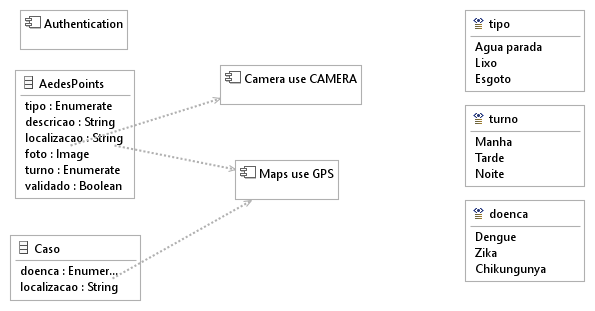 Authentication
AedesPoints
tipo : Enumerate
descricao : String
localizacao : String
foto : Image
turno : Enumerate
validado : Boolean
Camera use CAMERA
Maps use GPS
Caso
doenca : Enumer...
localizacao : String
tipo
Agua parada
Lixo
Esgoto
turno
Manha
Tarde
Noite
doenca
Dengue
Zika
Chikungunya